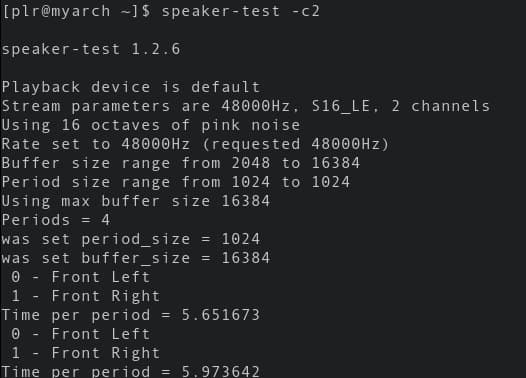 [plr@myarch ~]$ speaker-test -c2
speaker-test 1.2.6
Playback device is default
Stream parameters are 48000Hz, S16_LE, 2 channels
Using 16 octaves of pink noise
Rate set to 48000Hz (requested 48000Hz)
Buffer size range from 2048 to 16384
Period size range from 1024 to 1024
Using max buffer size 16384
Periods = 4
was set period_size = 1024
was set buffer_size = 16384
 0 - Front Left
 1 - Front Right
Time per period = 5.651673
 0 - Front Left
 1 - Front Right
Time per period = 5.973642